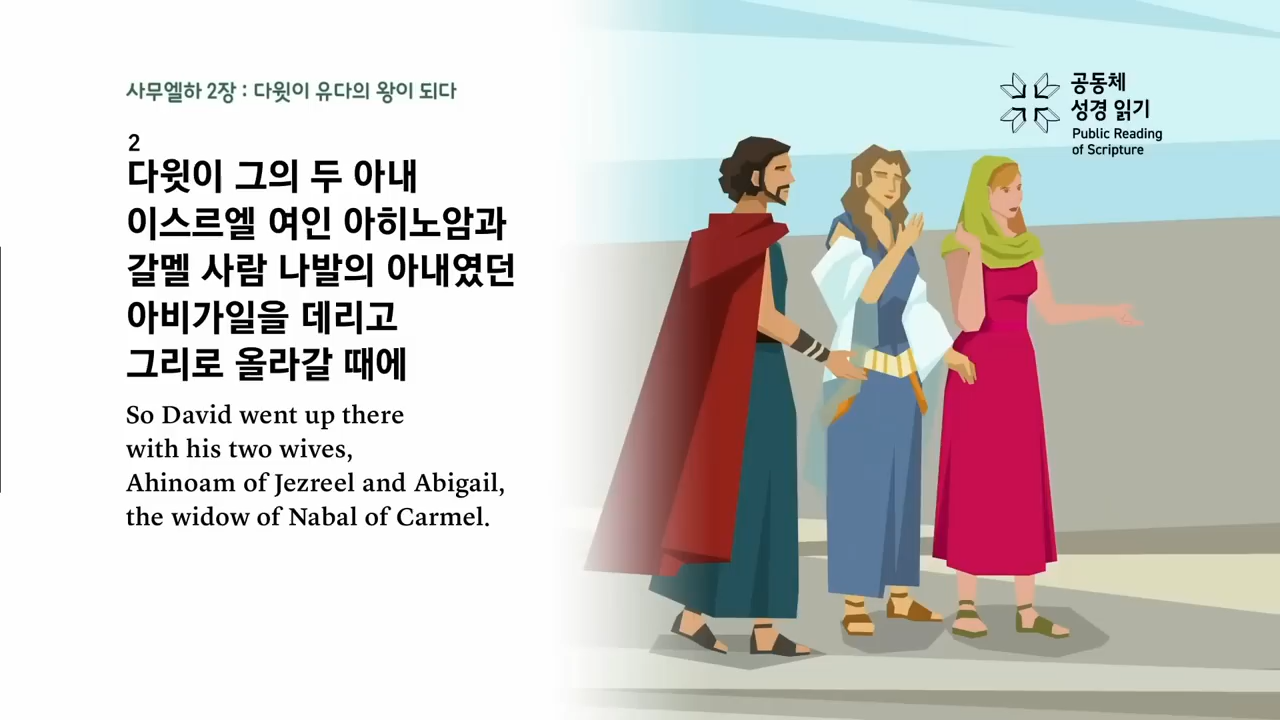 사무엘하 2장 : 다윗이 유다의 왕이 되다
2
다윗이 그의 두 아내
이스르엘 여인 아히노암과
갈멜 사람 나발의 아내였던
아비가일을 데리고
그리로 올라갈 때에
So David went up there
with his two wives,
Ahinoam of Jezreel and Abigail,
the widow of Nabal of Carmel.
공동체
성경 읽기
Public Reading
of Scripture